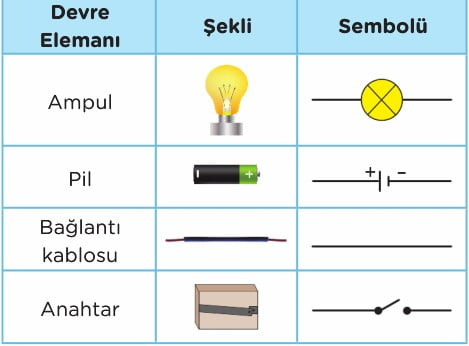 Devre
Elemanı
Şekli
Sembolü
Ampul
Pil
+ -
Bağlantı
kablosu
Anahtar